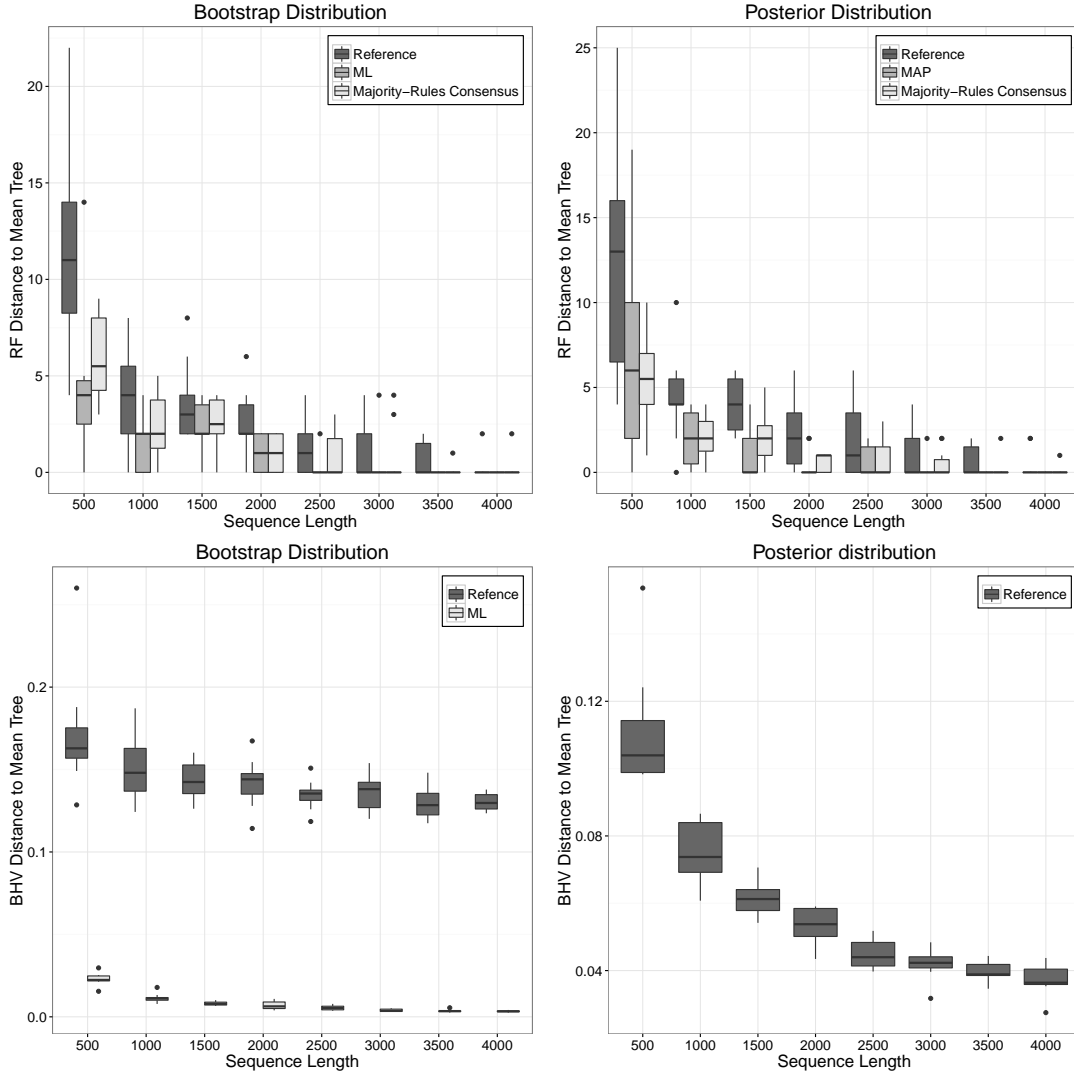 Bootstrap Distribution
RF Distance to Mean Tree
20
15
10
5
0
Reference
ML
Majority−Rules Consensus
500 1000 1500 2000 2500 3000 3500 4000
Sequence Length
Posterior Distribution
RF Distance to Mean Tree
25
20
15
10
5
0
Reference
MAP
Majority−Rules Consensus
500 1000 1500 2000 2500 3000 3500 4000
Sequence Length
Bootstrap Distribution
BHV Distance to Mean Tree
0.2
0.1
0.0
Refence
ML
500 1000 1500 2000 2500 3000 3500 4000
Sequence Length
Posterior distribution
BHV Distance to Mean Tree
0.12
0.08
0.04
Reference
500 1000 1500 2000 2500 3000 3500 4000
Sequence Length